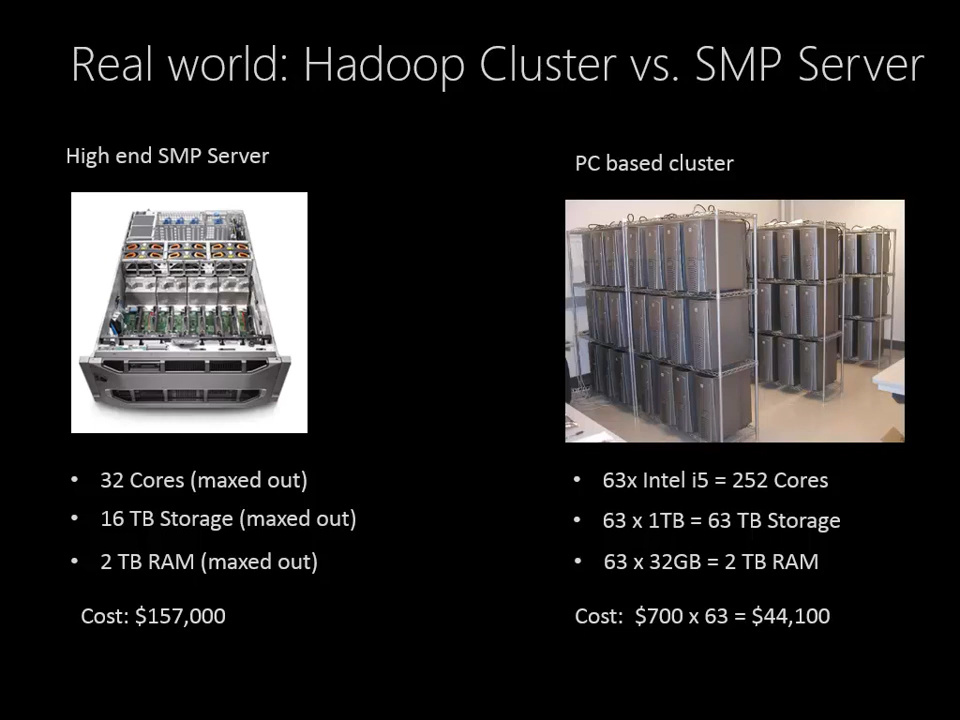 Real world: Hadoop Cluster vs. SMP Server
High end SMP Server
• 32 Cores (maxed out)
• 16 TB Storage (maxed out)
• 2 TB RAM (maxed out)
Cost: $157,000
PC based cluster
• 63x Intel i5 = 252 Cores
• 63 x 1TB = 63 TB Storage
• 63 x 32GB = 2 TB RAM
Cost: $700 x 63 = $44,100